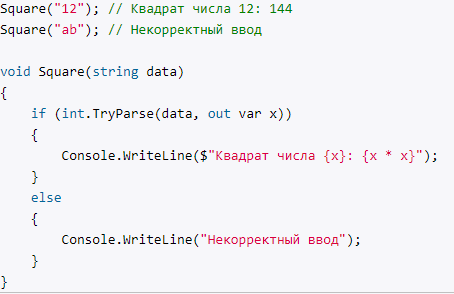 Square("12"); // Квадрат числа 12: 144
Square("ab"); // Некорректный ввод
void Square(string data)
{
    if (int.TryParse(data, out var x))
    {
        Console.WriteLine($"Квадрат числа {x}: {x * x}");
    }
    else
    {
        Console.WriteLine("Некорректный ввод");
    }
}